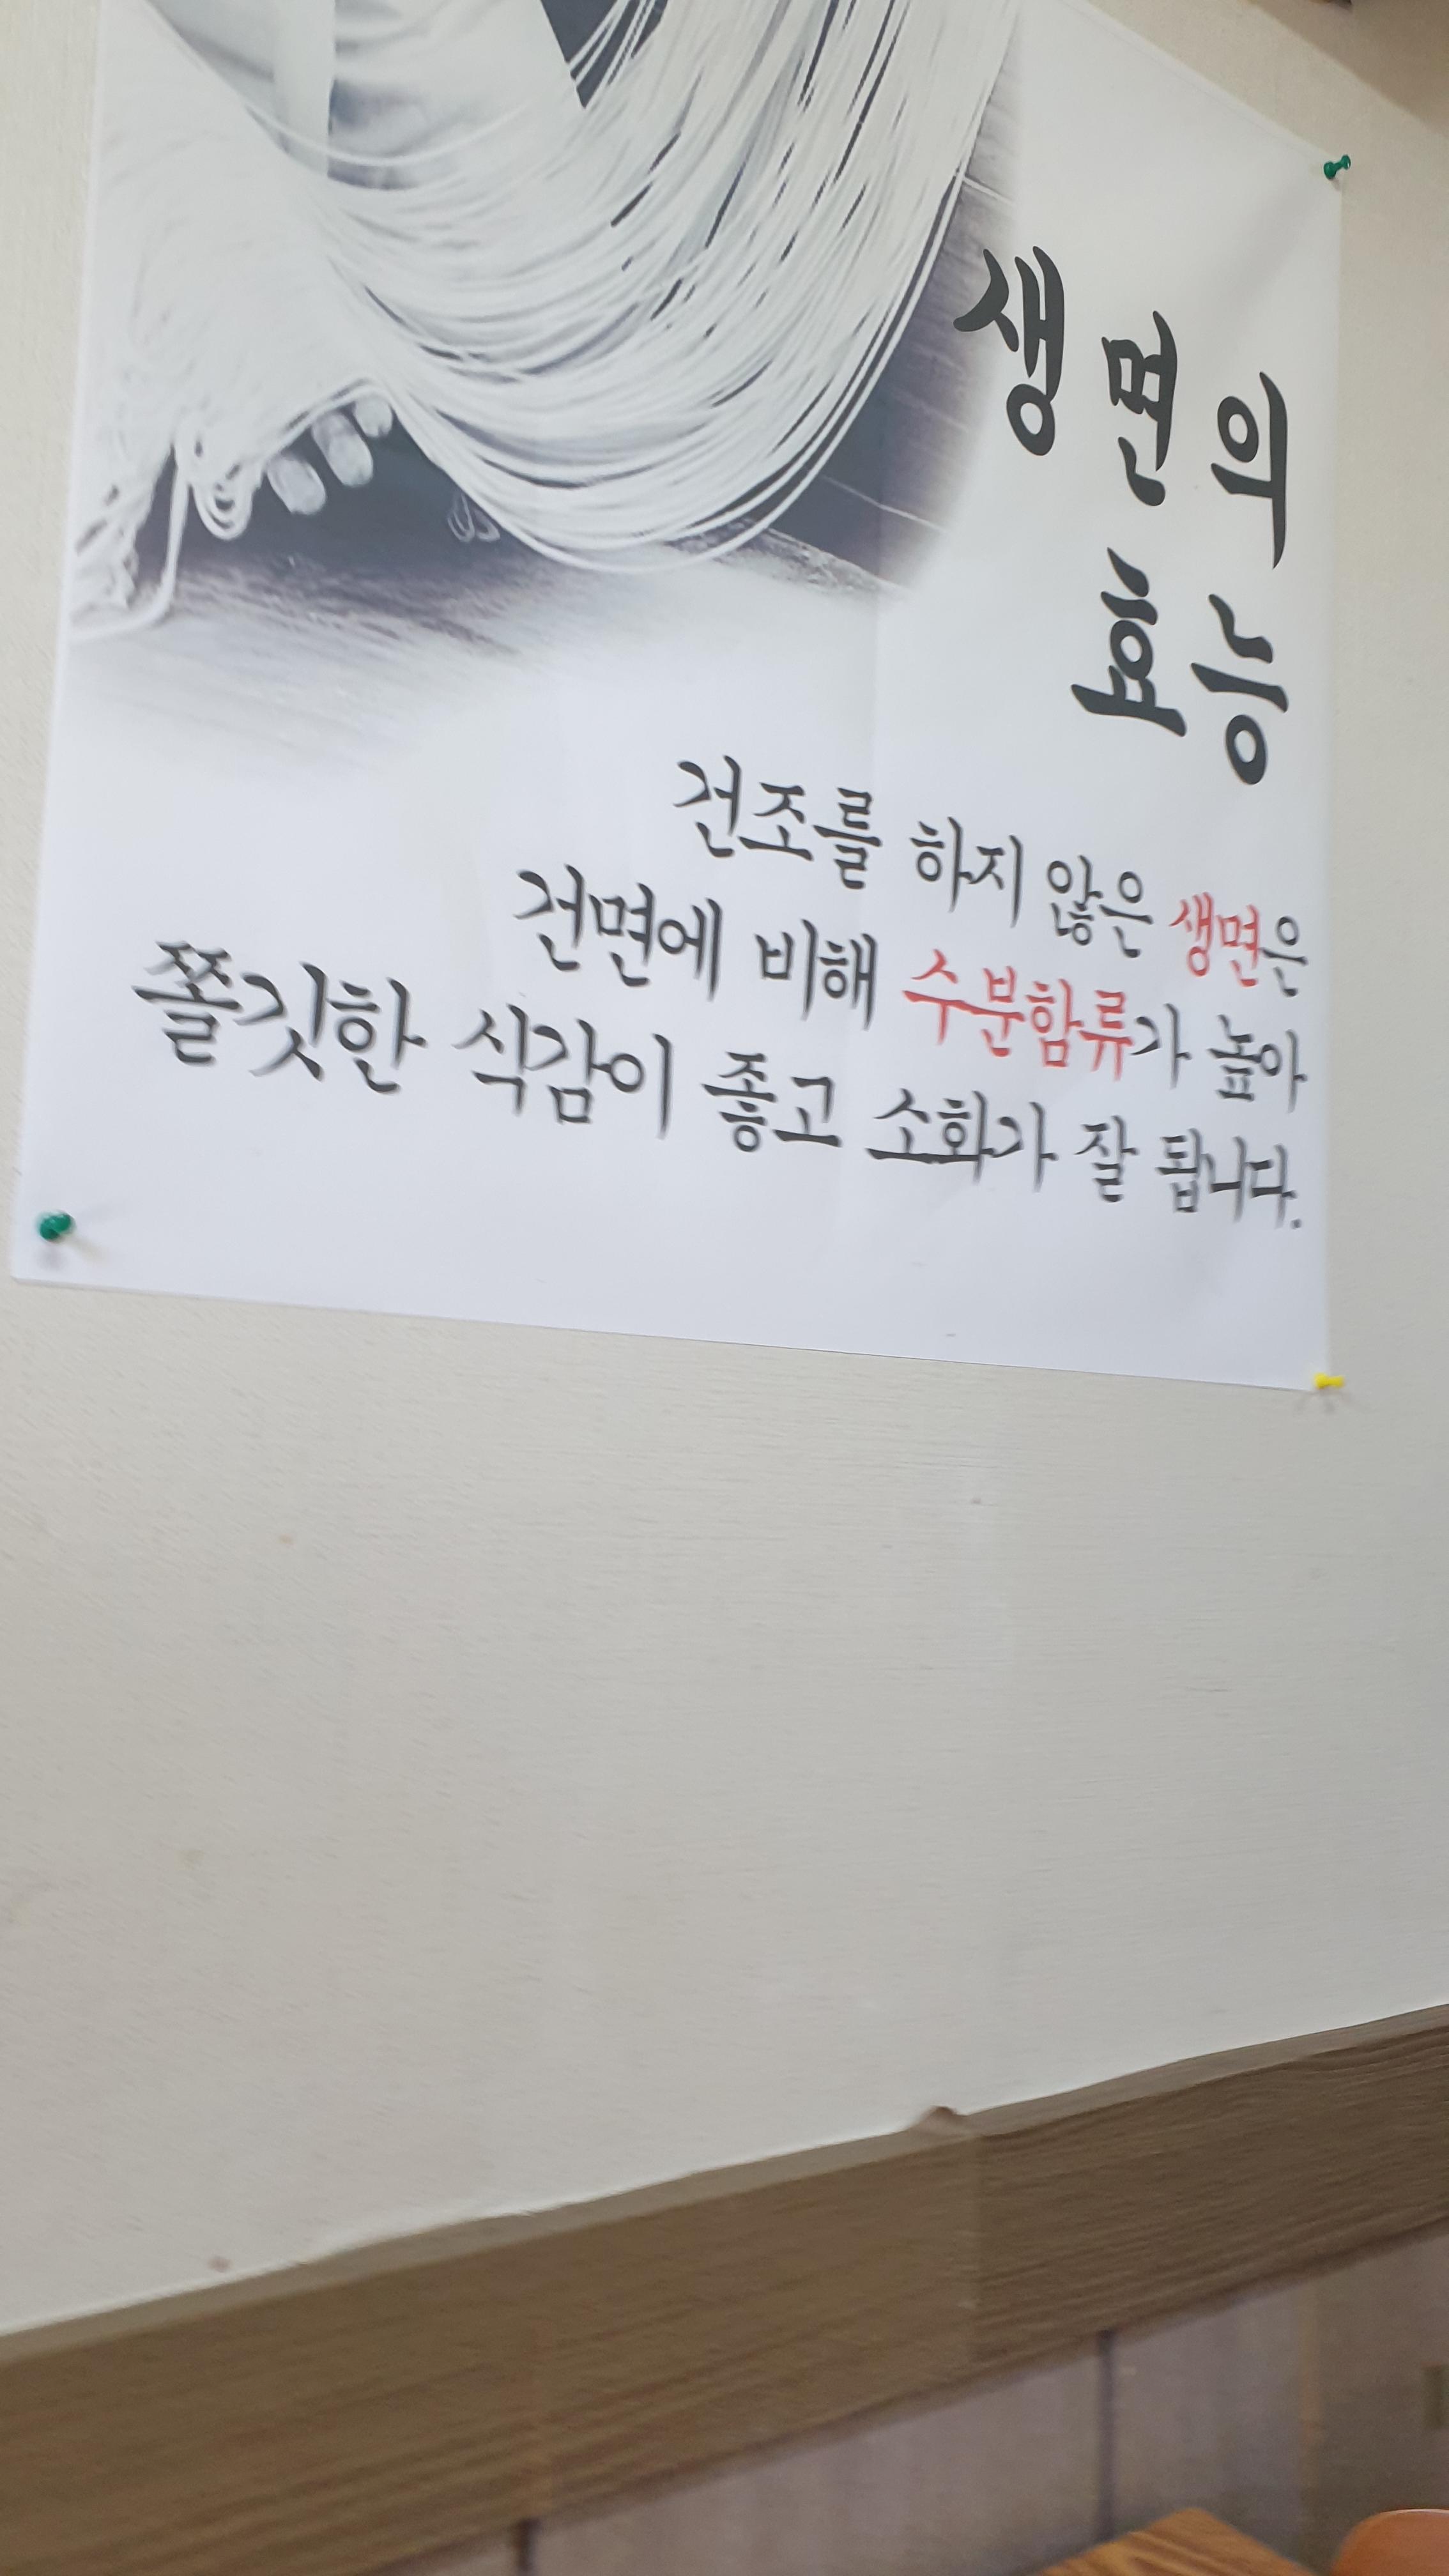 생면의
효능
건조를 하지 않은 생면은
건면에 비해 수분함류가 높아
쫄깃한 식감이 좋고 소화가 잘 됩니다.